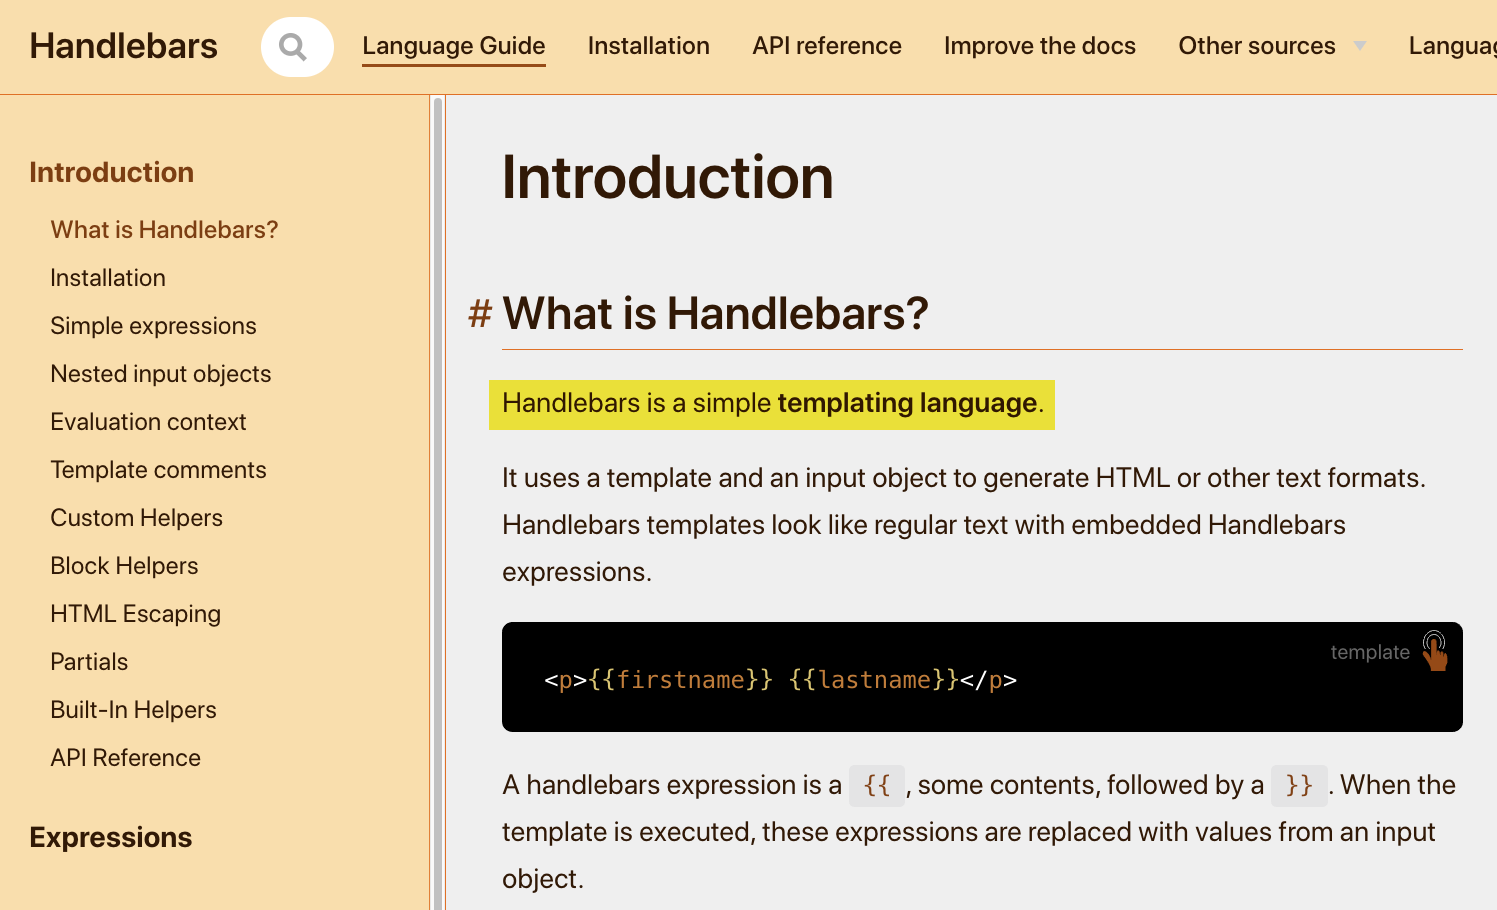 Handlebars
Language Guide
Installation
API reference
Improve the docs
Other sources
Languag
Introduction
What is Handlebars?
Installation
Simple expressions
Nested input objects
Evaluation context
Template comments
Custom Helpers
Block Helpers
HTML Escaping
Partials
Built-In Helpers
API Reference
Expressions
Introduction
# What is Handlebars?
Handlebars is a simple templating language.
It uses a template and an input object to generate HTML or other text formats.
Handlebars templates look like regular text with embedded Handlebars
expressions.
template
<p>{{firstname}} {{lastname}}</p>
A handlebars expression is a {{, some contents, followed by a }}. When the
template is executed, these expressions are replaced with values from an input
object.